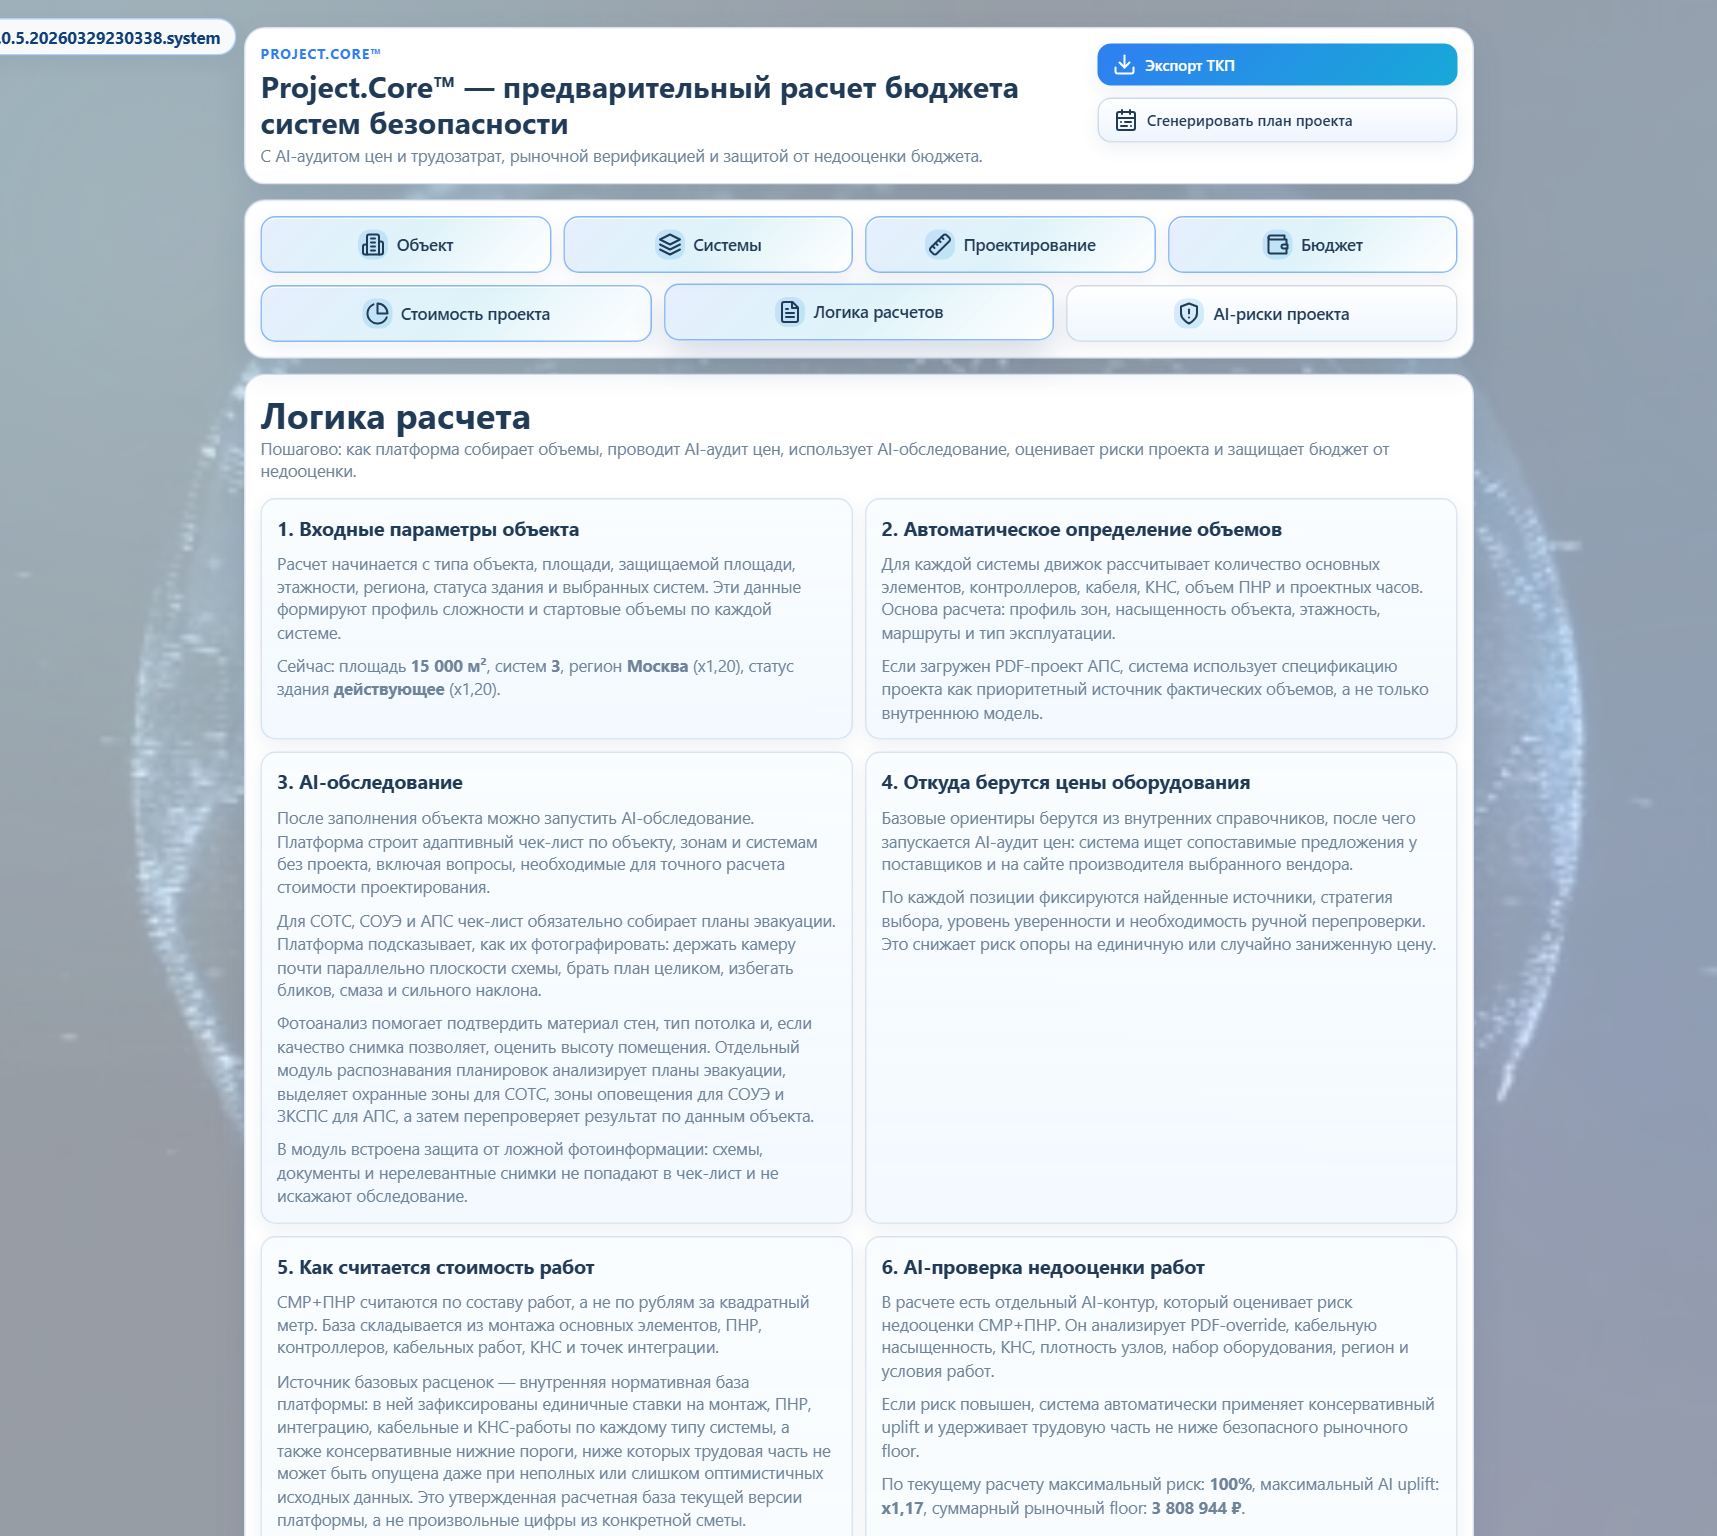 .0.5.20260329230338.system
PROJECT.CORE™
Project.Core™ — предварительный расчет бюджета
систем безопасности
С AI-аудитом цен и трудозатрат, рыночной верификацией и защитой от недооценки бюджета.
Экспорт ТКП
Сгенерировать план проекта
Объект
Системы
Проектирование
Бюджет
Стоимость проекта
Логика расчетов
AI-риски проекта
Логика расчета
Пошагово: как платформа собирает объемы, проводит AI-аудит цен, использует AI-обследование, оценивает риски проекта и защищает бюджет от
недооценки.
1. Входные параметры объекта
Расчет начинается с типа объекта, площади, защищаемой площади,
этажности, региона, статуса здания и выбранных систем. Эти данные
формируют профиль сложности и стартовые объемы по каждой
системе.
Сейчас: площадь 15 000 м², систем 3, регион Москва (x1,20), статус
здания действующее (x1,20).
2. Автоматическое определение объемов
Для каждой системы движок рассчитывает количество основных
элементов, контроллеров, кабеля, КНС, объем ПНР и проектных часов.
Основа расчета: профиль зон, насыщенность объекта, этажность,
маршруты и тип эксплуатации.
Если загружен PDF-проект АПС, система использует спецификацию
проекта как приоритетный источник фактических объемов, а не только
внутреннюю модель.
3. AI-обследование
После заполнения объекта можно запустить AI-обследование.
Платформа строит адаптивный чек-лист по объекту, зонам и системам
без проекта, включая вопросы, необходимые для точного расчета
стоимости проектирования.
Для СОТС, СОУЭ и АПС чек-лист обязательно собирает планы эвакуации.
Платформа подсказывает, как их фотографировать: держать камеру
почти параллельно плоскости схемы, брать план целиком, избегать
бликов, смаза и сильного наклона.
Фотоанализ помогает подтвердить материал стен, тип потолка и, если
качество снимка позволяет, оценить высоту помещения. Отдельный
модуль распознавания планировок анализирует планы эвакуации,
выделяет охранные зоны для СОТС, зоны оповещения для СОУЭ и
ЗКСПС для АПС, а затем перепроверяет результат по данным объекта.
В модуль встроена защита от ложной фотоинформации: схемы,
документы и нерелевантные снимки не попадают в чек-лист и не
искажают обследование.
4. Откуда берутся цены оборудования
Базовые ориентиры берутся из внутренних справочников, после чего
запускается AI-аудит цен: система ищет сопоставимые предложения у
поставщиков и на сайте производителя выбранного вендора.
По каждой позиции фиксируются найденные источники, стратегия
выбора, уровень уверенности и необходимость ручной перепроверки.
Это снижает риск опоры на единичную или случайно заниженную цену.
5. Как считается стоимость работ
СМР+ПНР считаются по составу работ, а не по рублям за квадратный
метр. База складывается из монтажа основных элементов, ПНР,
контроллеров, кабельных работ, КНС и точек интеграции.
Источник базовых расценок — внутренняя нормативная база
платформы: в ней зафиксированы единичные ставки на монтаж, ПНР,
интеграцию, кабельные и КНС-работы по каждому типу системы, а
также консервативные нижние пороги, ниже которых трудовая часть не
может быть опущена даже при неполных или слишком оптимистичных
исходных данных. Это утвержденная расчетная база текущей версии
платформы, а не произвольные цифры из конкретной сметы.
6. AI-проверка недооценки работ
В расчете есть отдельный AI-контур, который оценивает риск
недооценки СМР+ПНР. Он анализирует PDF-override, кабельную
насыщенность, КНС, плотность узлов, набор оборудования, регион и
условия работ.
Если риск повышен, система автоматически применяет консервативный
uplift и удерживает трудовую часть не ниже безопасного рыночного
floor.
По текущему расчету максимальный риск: 100%, максимальный AI uplift:
x1,17, суммарный рыночный floor: 3 808 944 ₽.